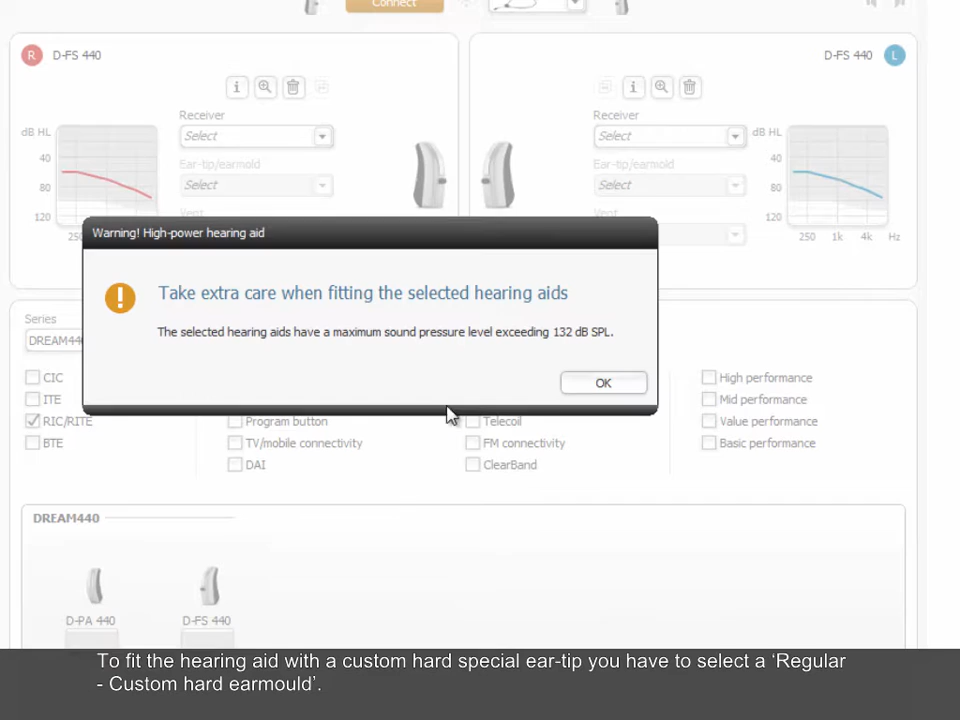 Connect
R D-FS 440
D-FS 440 L
Receiver
Receiver
dB HL
Select
Select
dB HL
40
40
Ear-tip/earmold
Ear-tip/earmold
80
Select
Select
80
120
Vent
Vent
120
250
250 1k 4k Hz
Warning! High-power hearing aid
Take extra care when fitting the selected hearing aids
The selected hearing aids have a maximum sound pressure level exceeding 132 dB SPL.
OK
Series
DREAM440
CIC
High performance
ITE
Mid performance
RIC/RITE
Program button
Telecoil
Value performance
BTE
TV/mobile connectivity
FM connectivity
Basic performance
DAI
ClearBand
DREAM440
D-PA 440
D-FS 440
To fit the hearing aid with a custom hard special ear-tip you have to select a ‘Regular
- Custom hard earmould’.